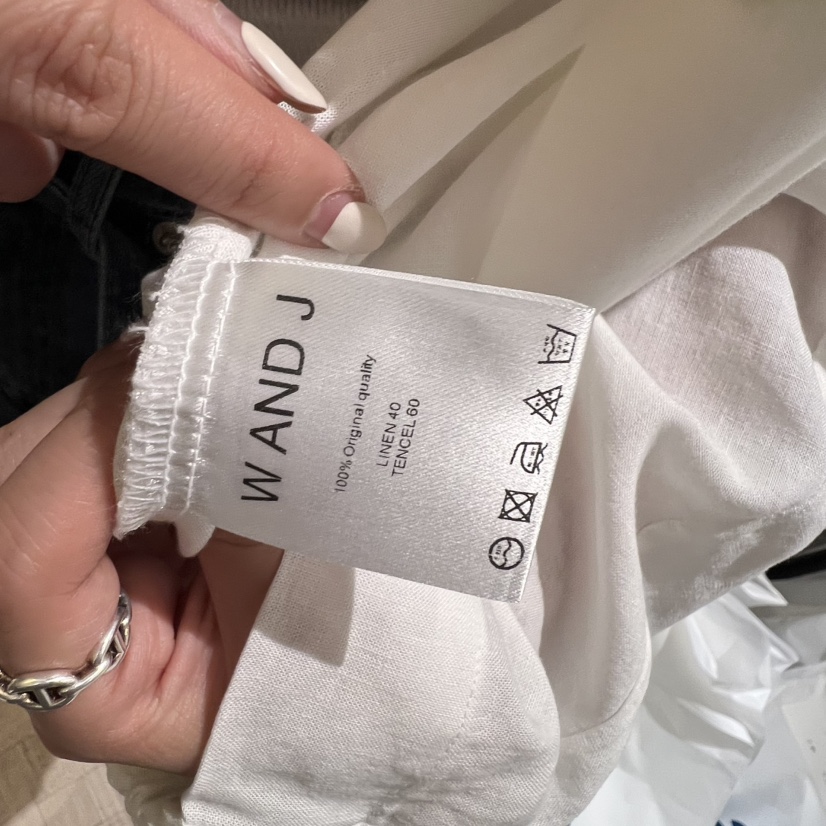 W AND J
100% Original quality
LINEN 40
TENCEL 60